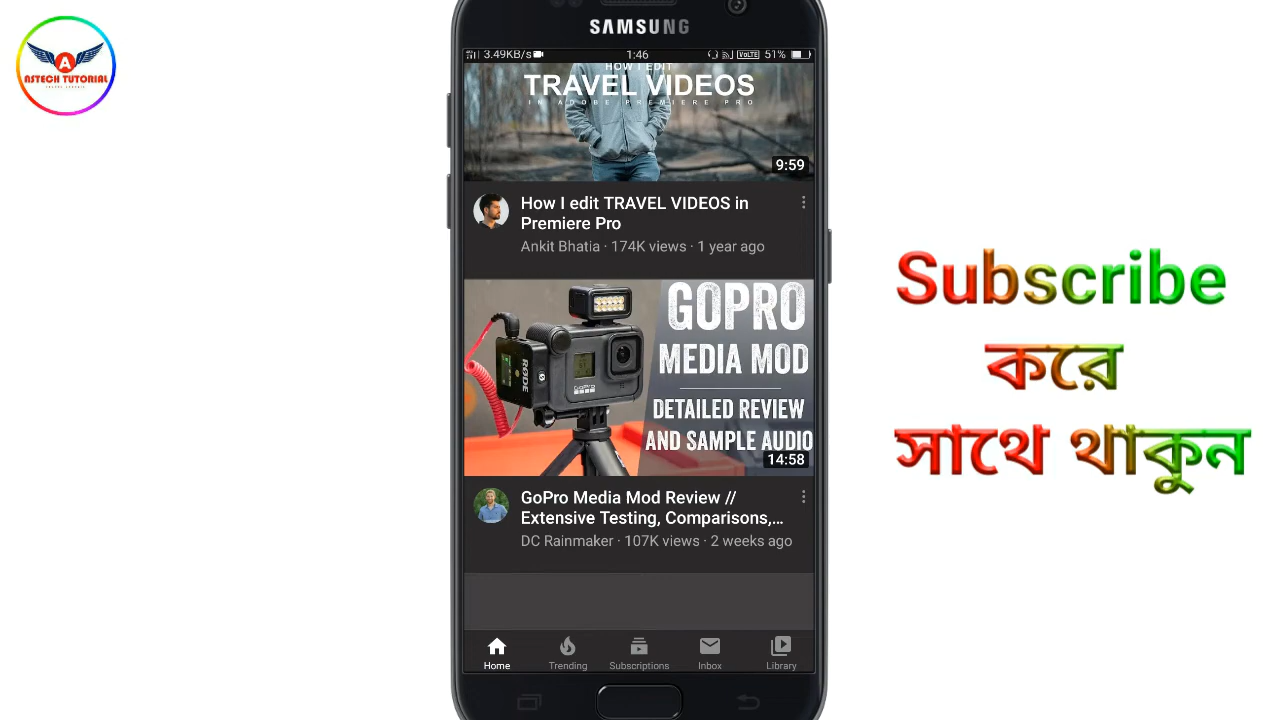 A
ASTECH TUTORIAL
SAMSUNG
3.49KB/s
1:46
VoLTE 51%
HOW I EDIT
TRAVEL VIDEOS
IN ADOBE PREMIERE PRO
9:59
How I edit TRAVEL VIDEOS in
Premiere Pro
Ankit Bhatia · 174K views · 1 year ago
GOPRO
MEDIA MOD
DETAILED REVIEW
AND SAMPLE AUDIO
14:58
RØDE
GoPro
GoPro Media Mod Review //
Extensive Testing, Comparisons,...
DC Rainmaker · 107K views · 2 weeks ago
Home
Trending
Subscriptions
Inbox
Library
Subscribe
করে
সাথে থাকুন